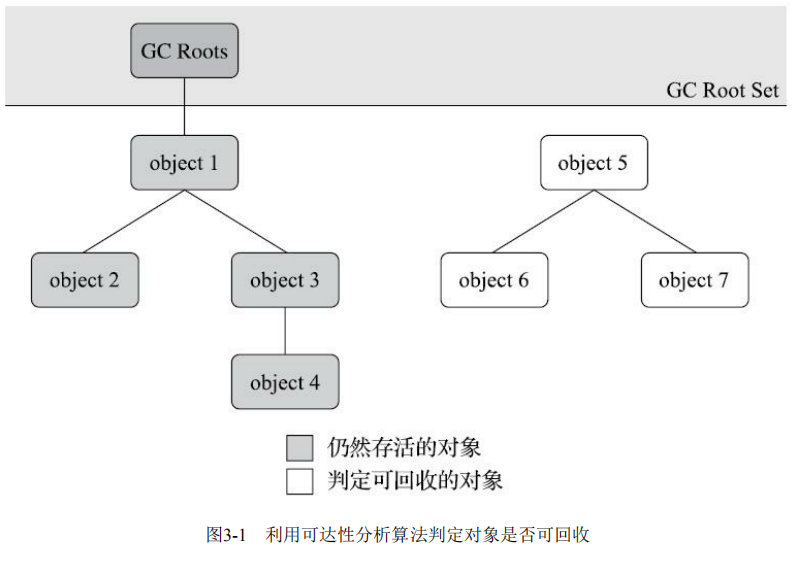 GC Roots
GC Root Set
object 1
object 5
object 2
object 3
object 6
object 7
object 4
仍然存活的对象
判定可回收的对象
图3-1 利用可达性分析算法判定对象是否可回收